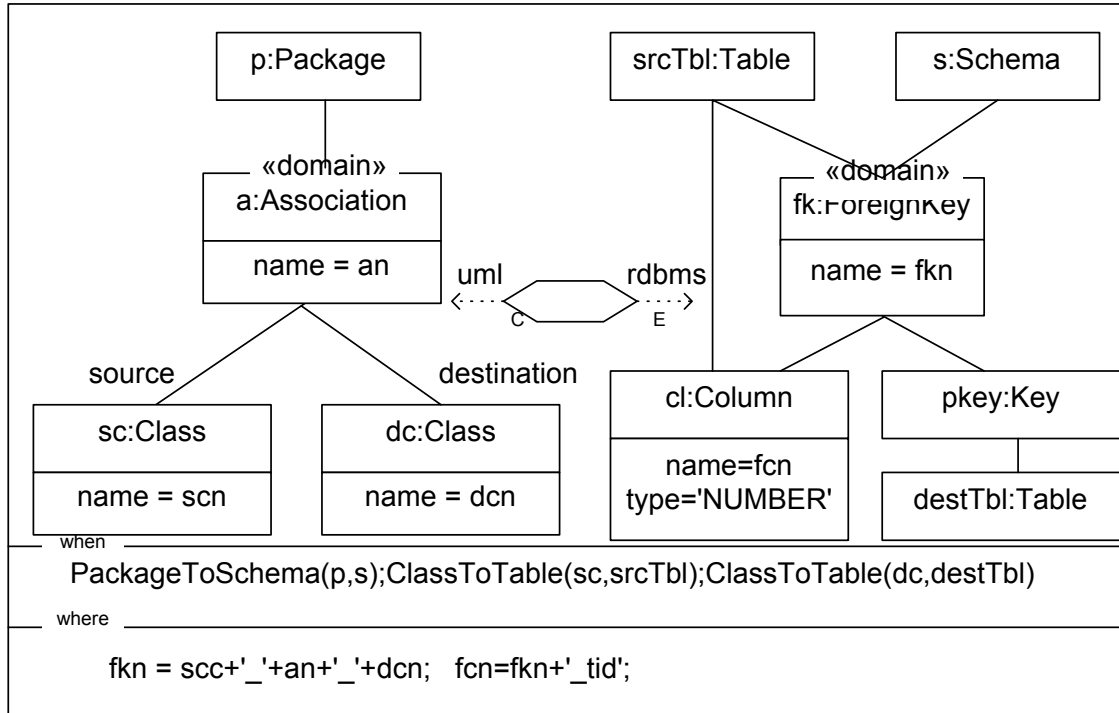 p:Package
srcTbl:Table
s:Schema
«domain»
a:Association
name = an
«domain»
fk:ForeignKey
name = fkn
uml
rdbms
C
E
source
destination
sc:Class
name = scn
dc:Class
name = dcn
cl:Column
name=fcn
type='NUMBER'
pkey:Key
destTbl:Table
when
PackageToSchema(p,s);ClassToTable(sc,srcTbl);ClassToTable(dc,destTbl)
where
fkn = scc+'_'+an+'_'+dcn; fcn=fkn+'_tid';